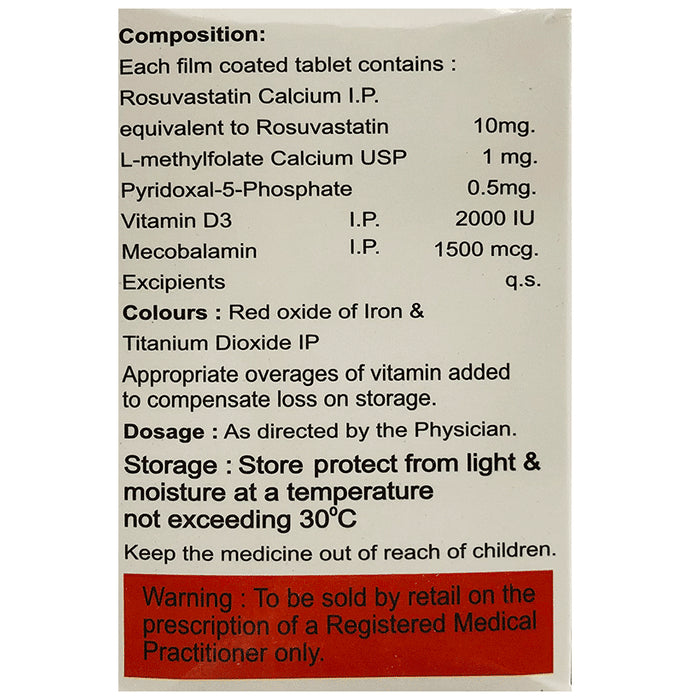 Composition:
Each film coated tablet contains :
Rosuvastatin Calcium I.P.
equivalent to Rosuvastatin 10mg.
L-methylfolate Calcium USP 1 mg.
Pyridoxal-5-Phosphate 0.5mg.
Vitamin D3 I.P. 2000 IU
Mecobalamin I.P. 1500 mcg.
Excipients q.s.
Colours : Red oxide of Iron &
Titanium Dioxide IP
Appropriate overages of vitamin added
to compensate loss on storage.
Dosage : As directed by the Physician.
Storage : Store protect from light &
moisture at a temperature
not exceeding 30°C
Keep the medicine out of reach of children.
Warning : To be sold by retail on the
prescription of a Registered Medical
Practitioner only.